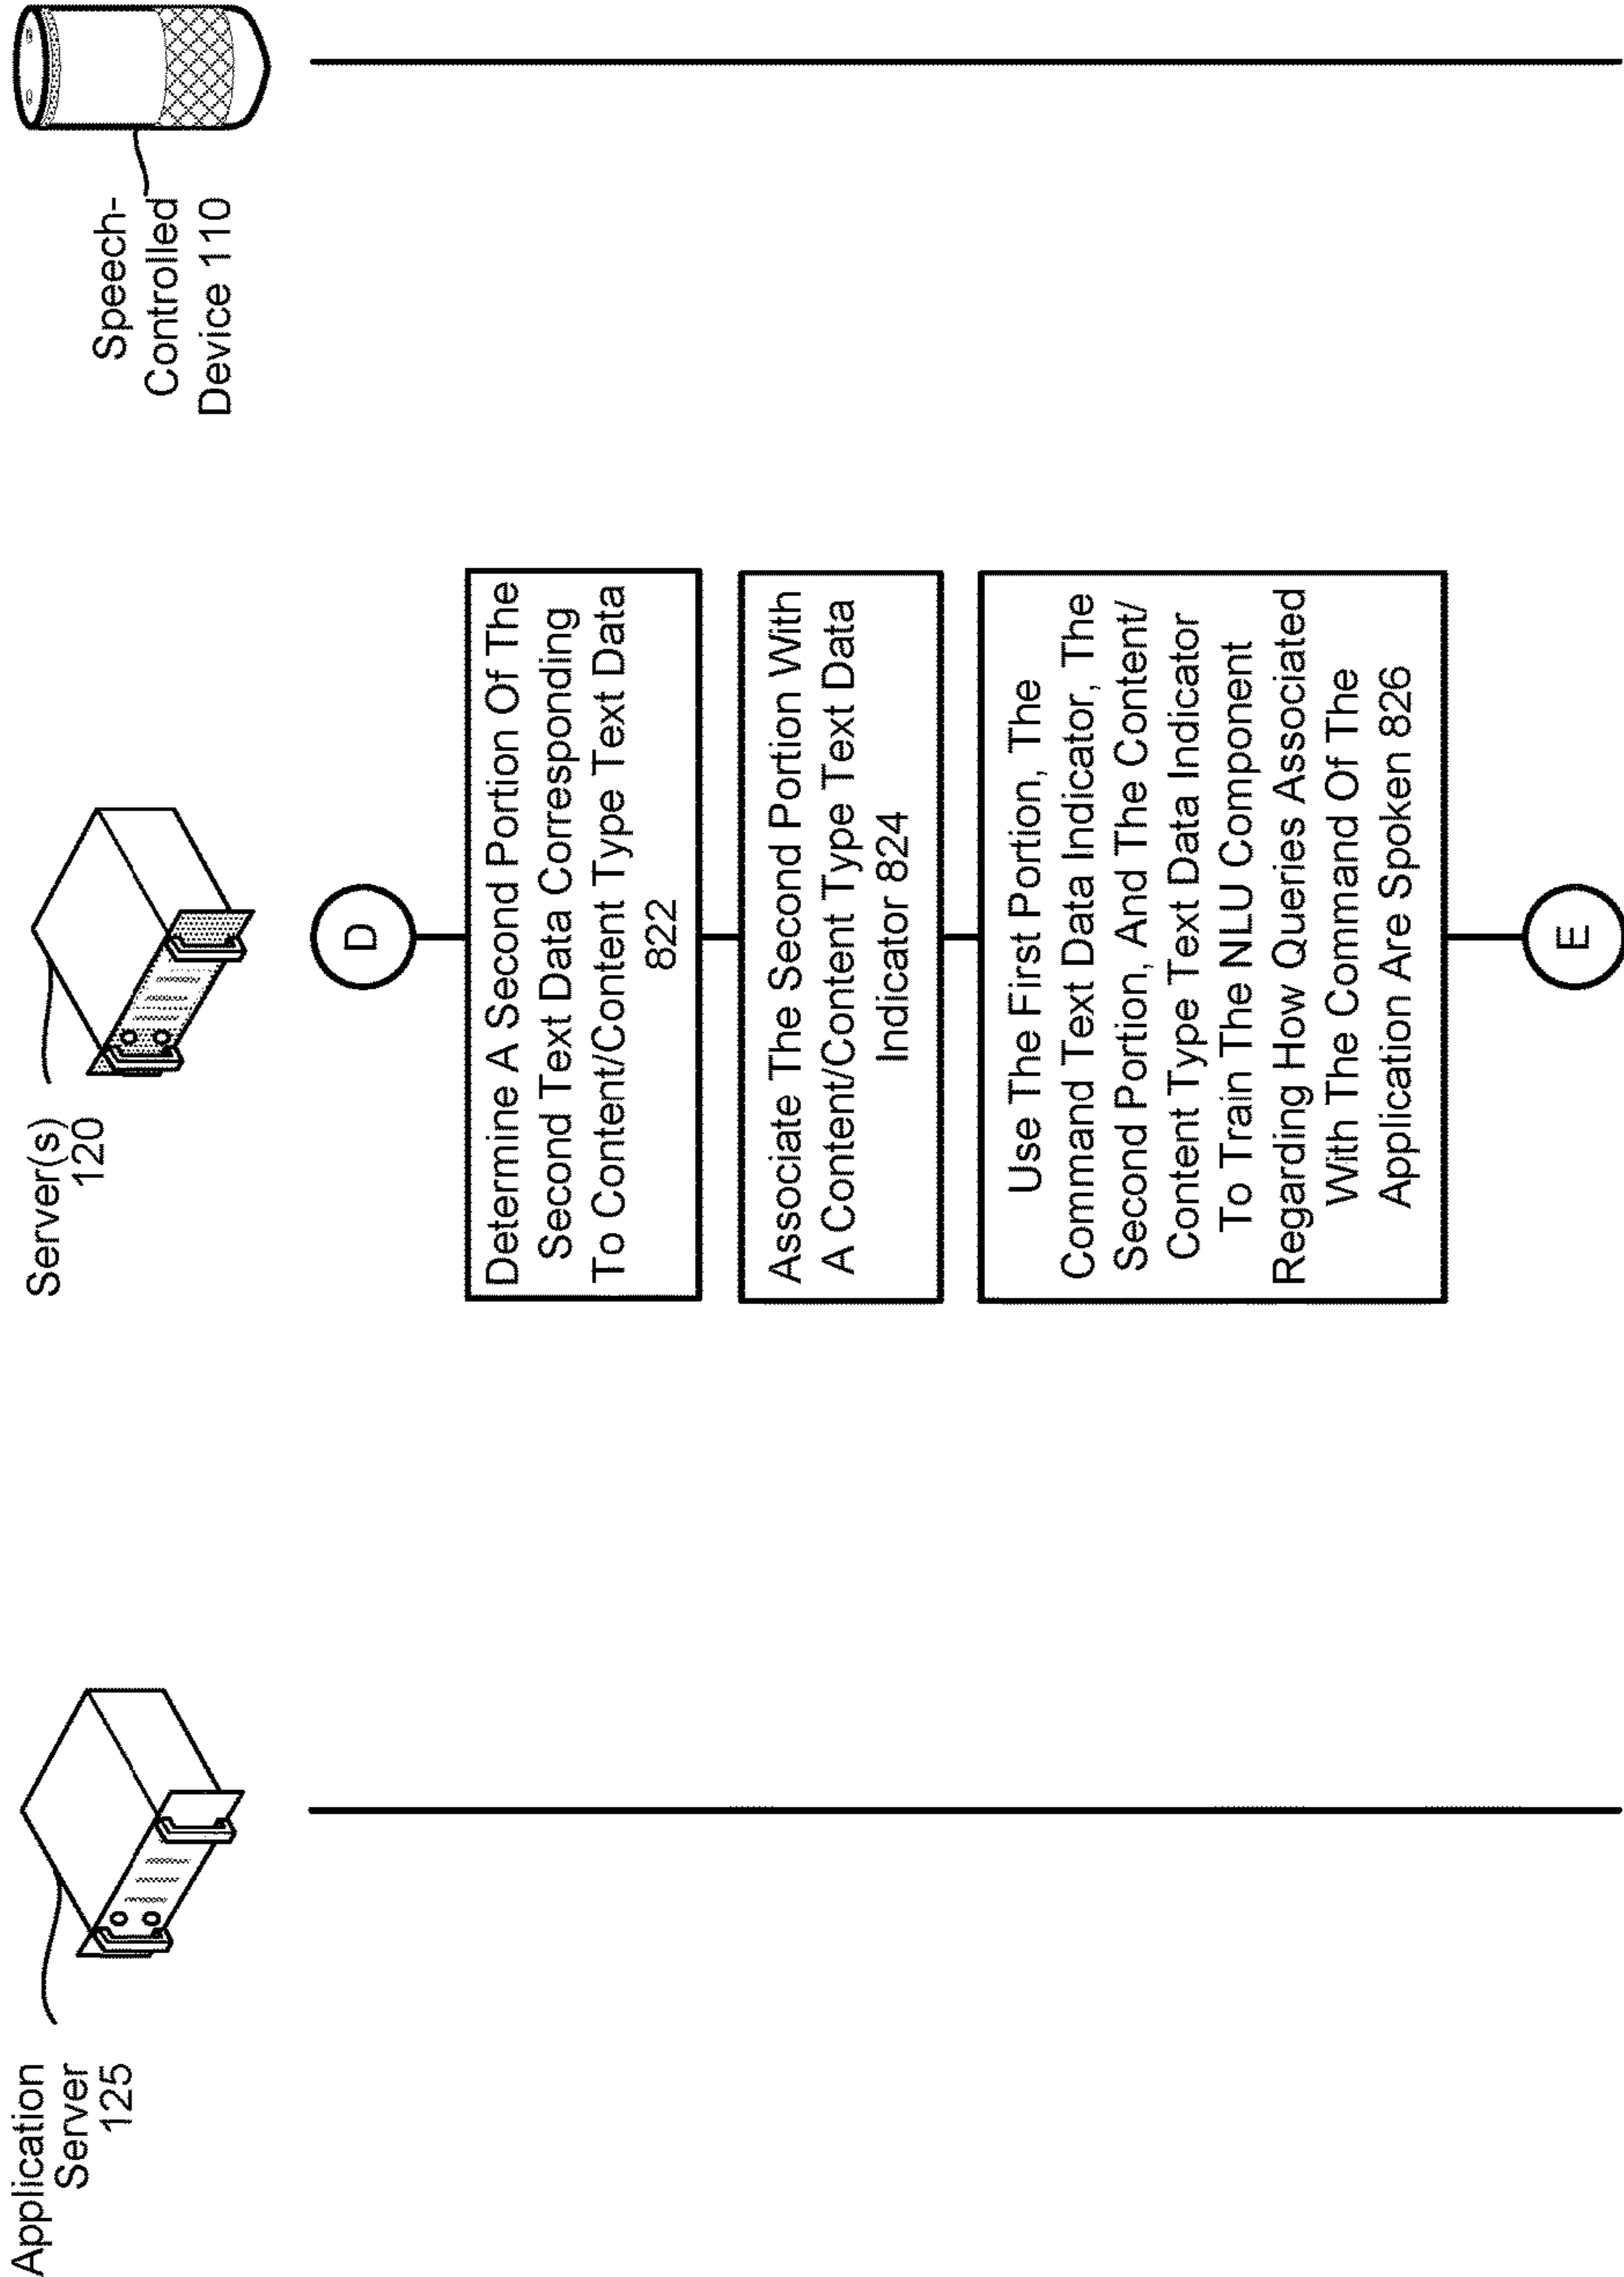 Application
Server
125
Server(s)
120
Speech-
Controlled
Device 110
D
Determine A Second Portion Of The
Second Text Data Corresponding
To Content/Content Type Text Data
822
Associate The Second Portion With
A Content/Content Type Text Data
Indicator 824
Use The First Portion, The
Command Text Data Indicator, The
Second Portion, And The Content/
Content Type Text Data Indicator
To Train The NLU Component
Regarding How Queries Associated
With The Command Of The
Application Are Spoken 826
E